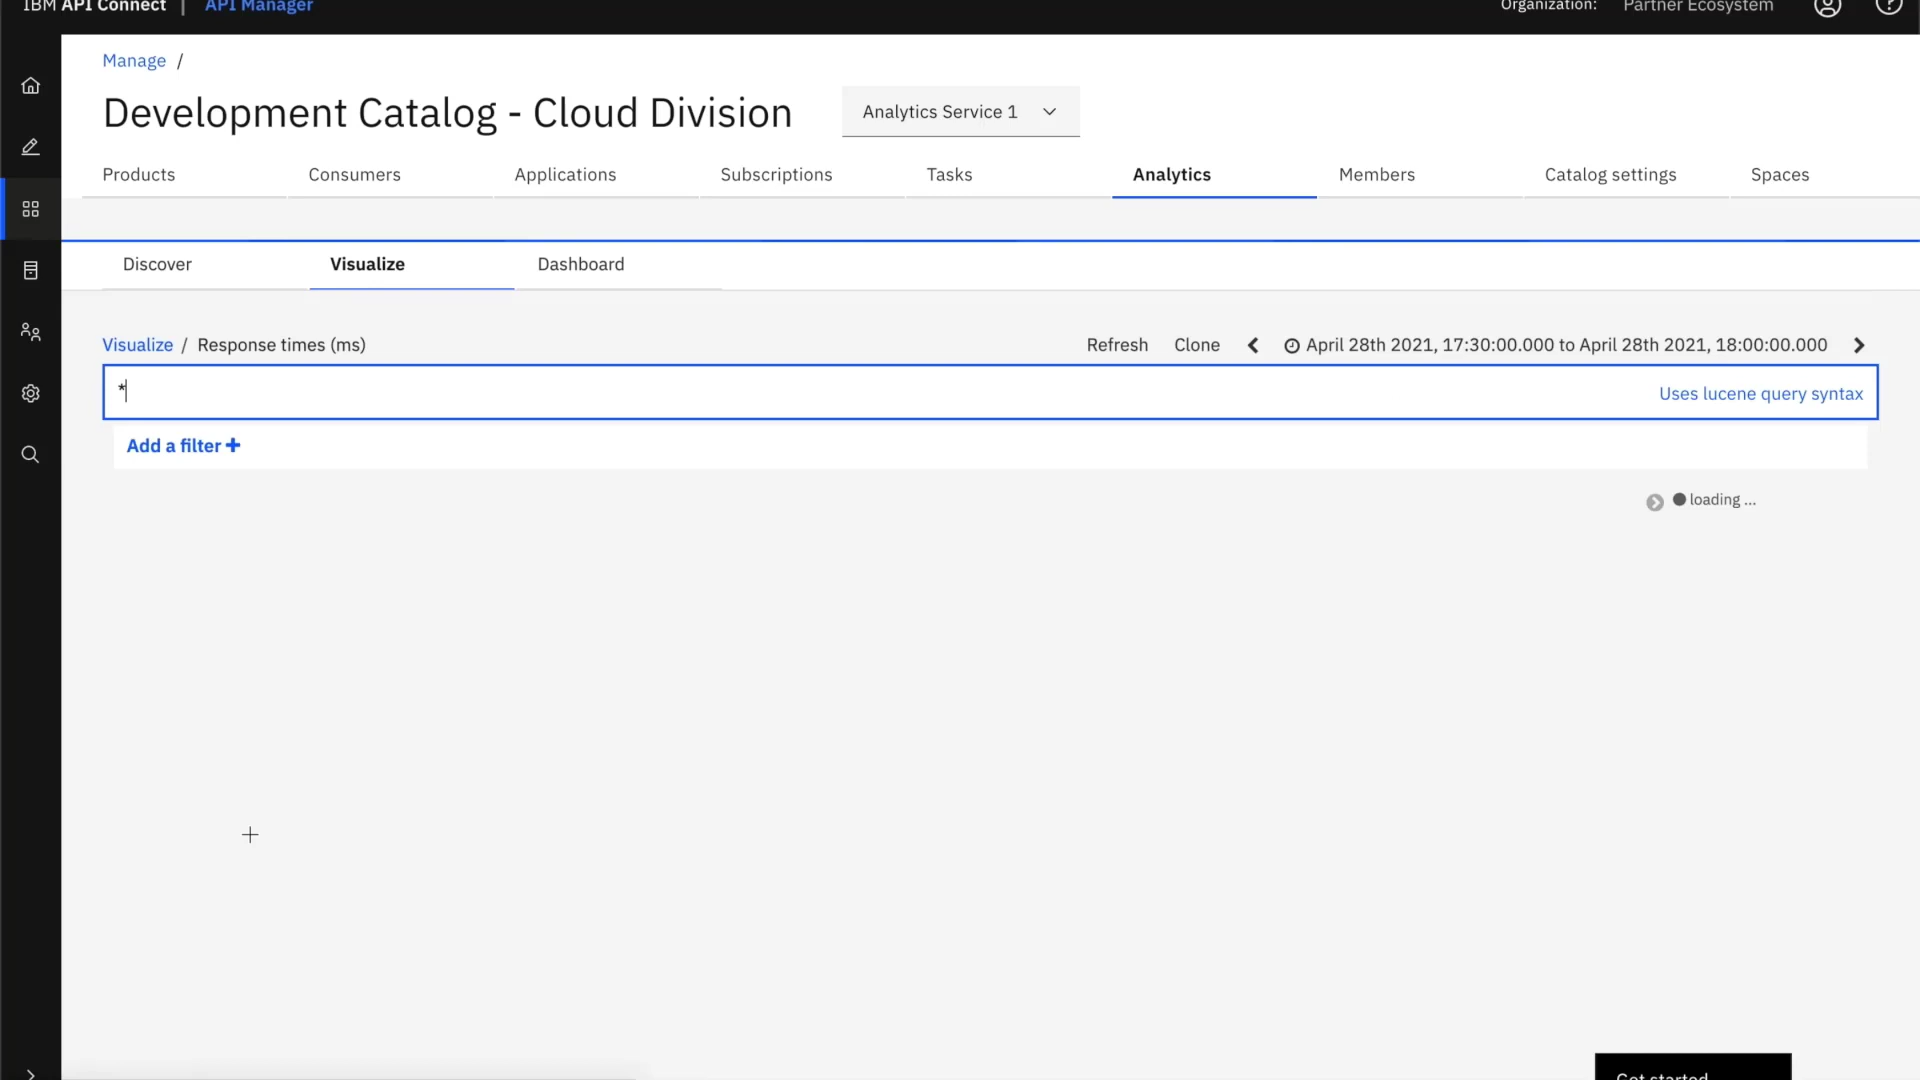 IBM API Connect | API Manager
Organization: Partner Ecosystem
Manage /
Development Catalog - Cloud Division
Analytics Service 1
Products Consumers Applications Subscriptions Tasks Analytics Members Catalog settings Spaces
Discover Visualize Dashboard
Visualize / Response times (ms)
Refresh Clone April 28th 2021, 17:30:00.000 to April 28th 2021, 18:00:00.000
*
Uses lucene query syntax
Add a filter +
loading ...
Get started